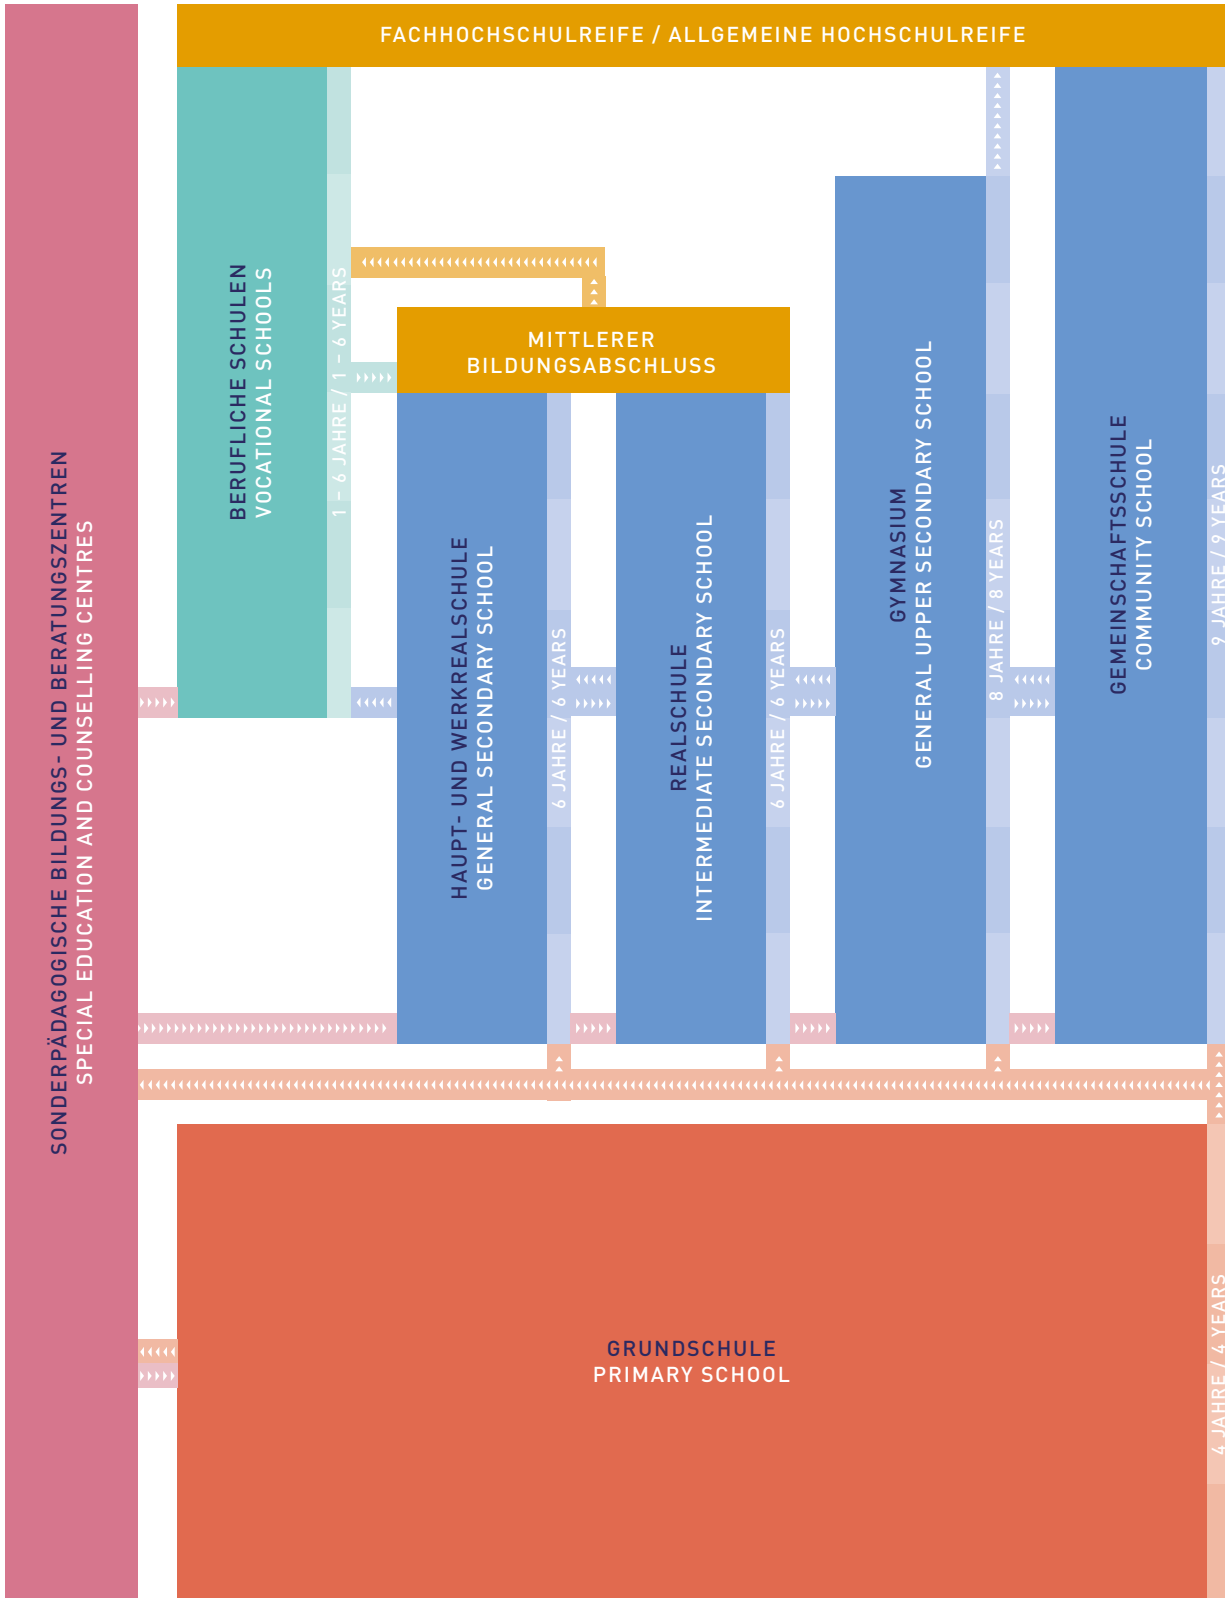 FACHHOCHSCHULREIFE / ALLGEMEINE HOCHSCHULREIFE
SONDERPÄDAGOGISCHE BILDUNGS- UND BERATUNGSZENTREN
SPECIAL EDUCATION AND COUNSELLING CENTRES
BERUFLICHE SCHULEN
VOCATIONAL SCHOOLS
1 – 6 JAHRE / 1 – 6 YEARS
MITTLERER
BILDUNGSABSCHLUSS
HAUPT- UND WERKREALSCHULE
GENERAL SECONDARY SCHOOL
6 JAHRE / 6 YEARS
REALSCHULE
INTERMEDIATE SECONDARY SCHOOL
6 JAHRE / 6 YEARS
GYMNASIUM
GENERAL UPPER SECONDARY SCHOOL
8 JAHRE / 8 YEARS
GEMEINSCHAFTSSCHULE
COMMUNITY SCHOOL
9 JAHRE / 9 YEARS
GRUNDSCHULE
PRIMARY SCHOOL
4 JAHRE / 4 YEARS